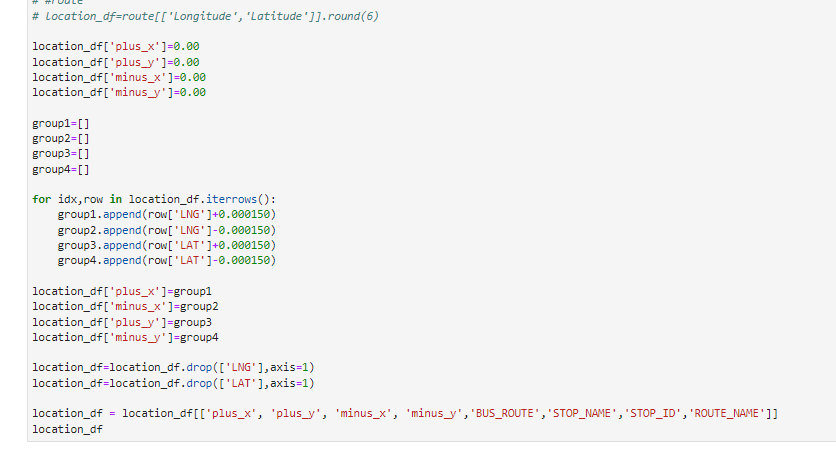 # #route
# Location_df=route[['Longitude','Latitude']].round(6)
location_df['plus_x']=0.00
location_df['plus_y']=0.00
location_df['minus_x']=0.00
location_df['minus_y']=0.00
group1=[]
group2=[]
group3=[]
group4=[]
for idx,row in location_df.iterrows():
    group1.append(row['LNG']+0.000150)
    group2.append(row['LNG']-0.000150)
    group3.append(row['LAT']+0.000150)
    group4.append(row['LAT']-0.000150)
location_df['plus_x']=group1
location_df['minus_x']=group2
location_df['plus_y']=group3
location_df['minus_y']=group4
location_df=location_df.drop(['LNG'],axis=1)
location_df=location_df.drop(['LAT'],axis=1)
location_df = location_df[['plus_x', 'plus_y', 'minus_x', 'minus_y','BUS_ROUTE','STOP_NAME','STOP_ID','ROUTE_NAME']]
location_df